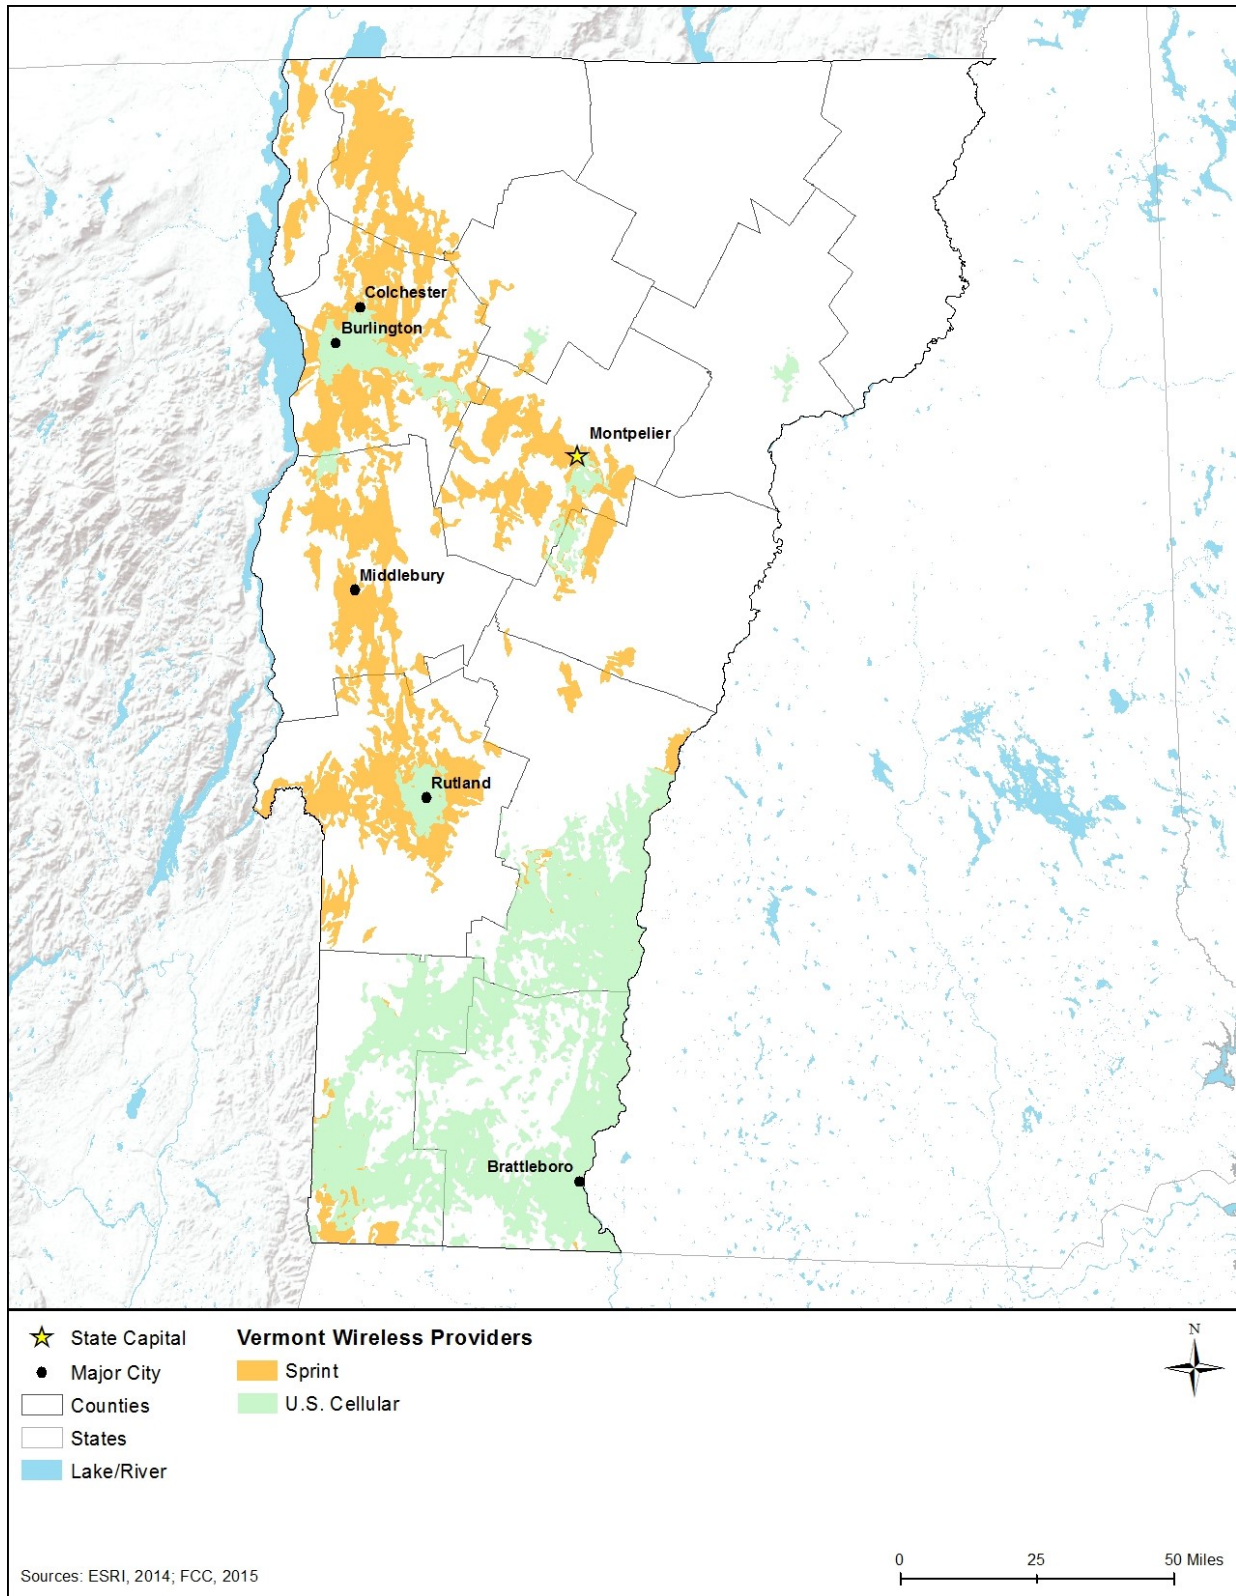 Colchester
Burlington
Montpelier
Middlebury
Rutland
Brattleboro
State Capital
Major City
Counties
States
Lake/River
Vermont Wireless Providers
Sprint
U.S. Cellular
N
0 25 50 Miles
Sources: ESRI, 2014; FCC, 2015